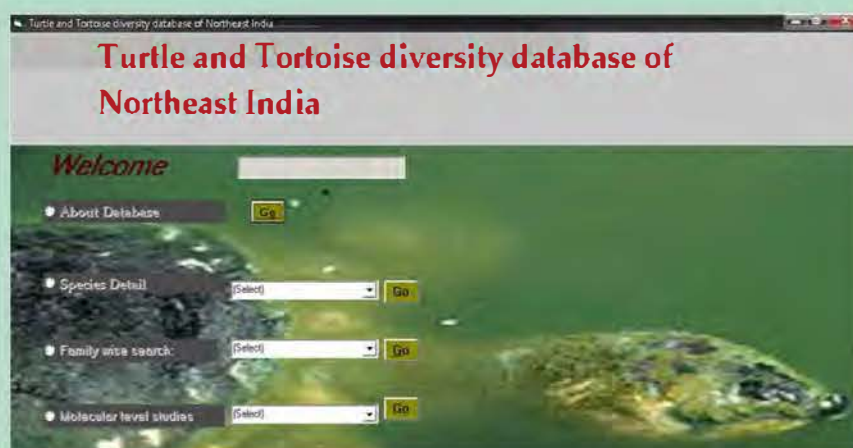 Turtle and Tortoise diversity database of Northeast India
Turtle and Tortoise diversity database of
Northeast India
Welcome
About Database Go
Species Detail (Select) Go
Family wise search: (Select) Go
Molecular level studies (Select) Go